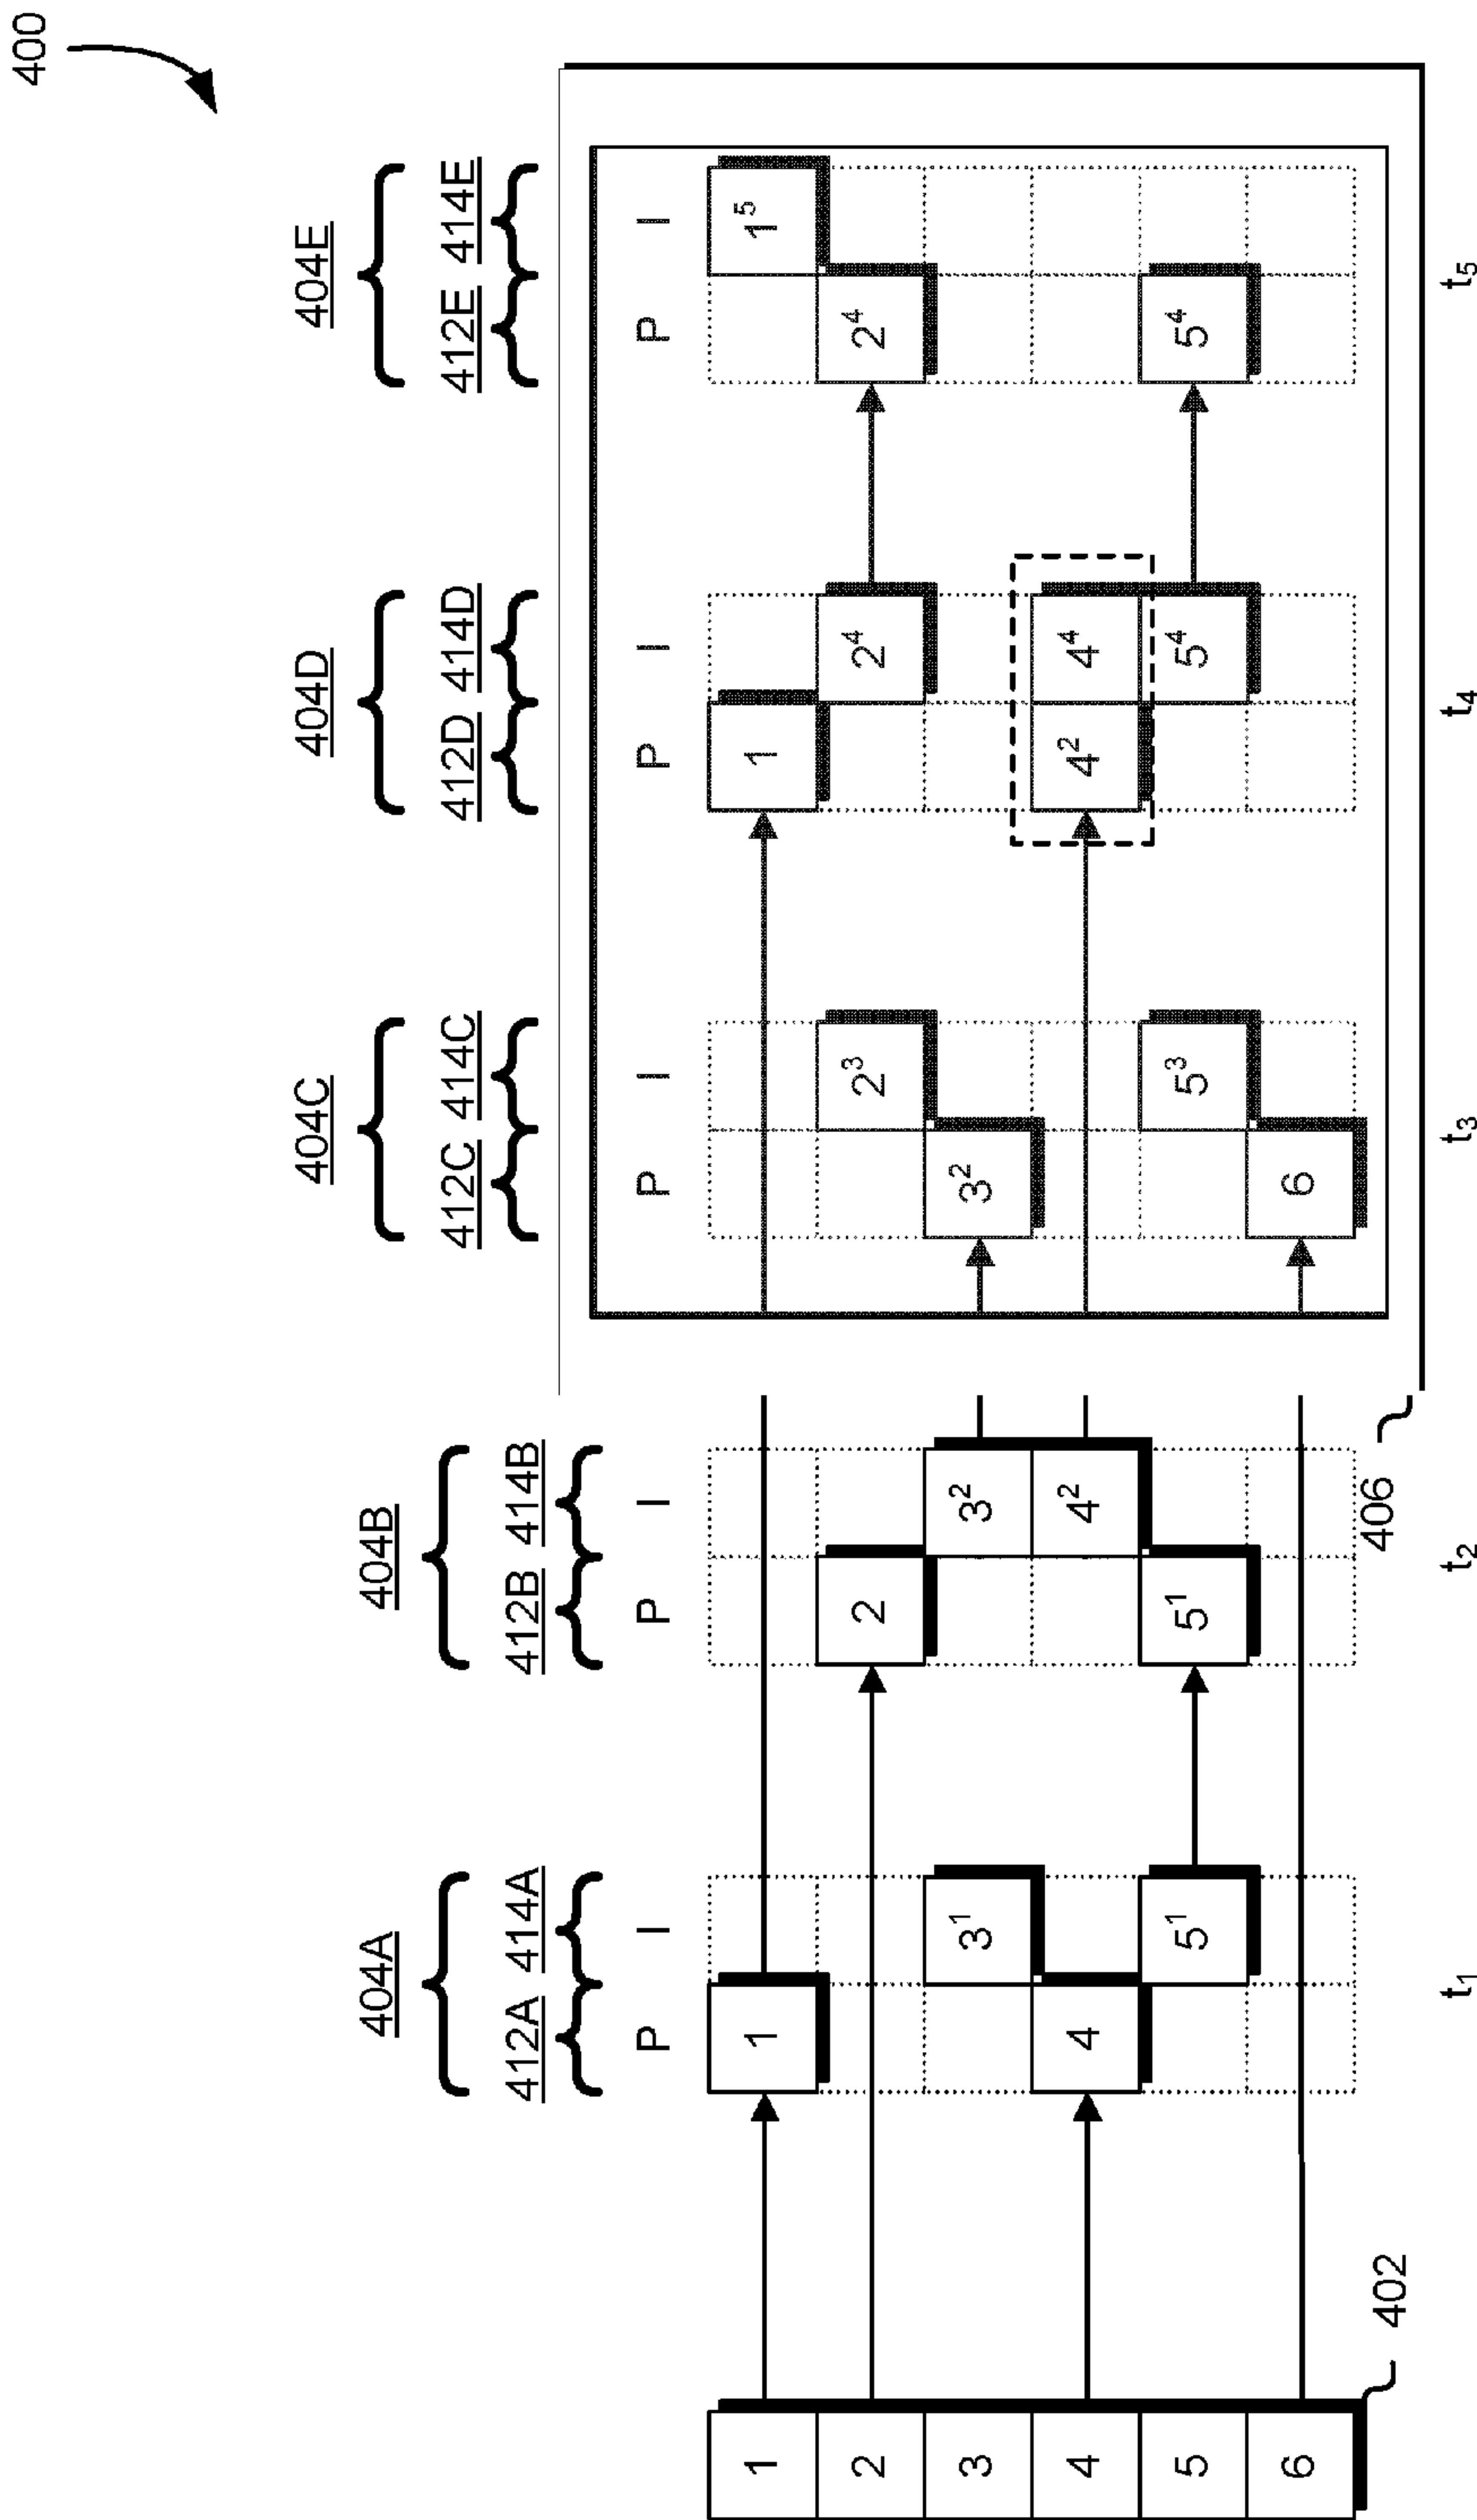 400
404C 404D 404E
404A 404B
412C 414C 412D 414D 412E 414E
412A 414A 412B 414B
P I P I P I P I P I
1 1 1 1⁵
2 2 2³ 2⁴ 2⁴
3 3¹ 3² 3²
4 4 4² 4² 4⁴
5 5¹ 5¹ 5³ 5⁴ 5⁴
6 6
402 406
t₁ t₂ t₃ t₄ t₅